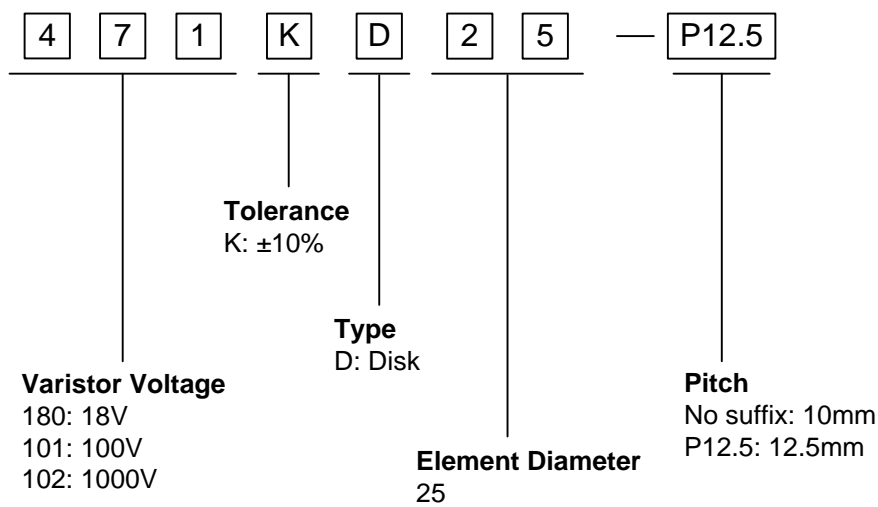 4 7 1 K D 2 5 — P12.5
Tolerance
K: ±10%
Type
D: Disk
Varistor Voltage
180: 18V
101: 100V
102: 1000V
Element Diameter
25
Pitch
No suffix: 10mm
P12.5: 12.5mm